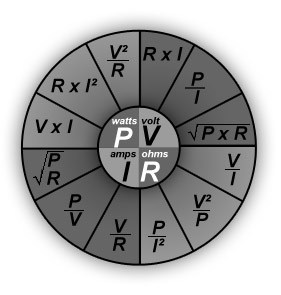 V²/R
R x I
R x I²
P/I
V x I
√P x R
watts volt
P V
amps ohms
I R
√P/R
V/I
P/V
V²/P
V/R
P/I²